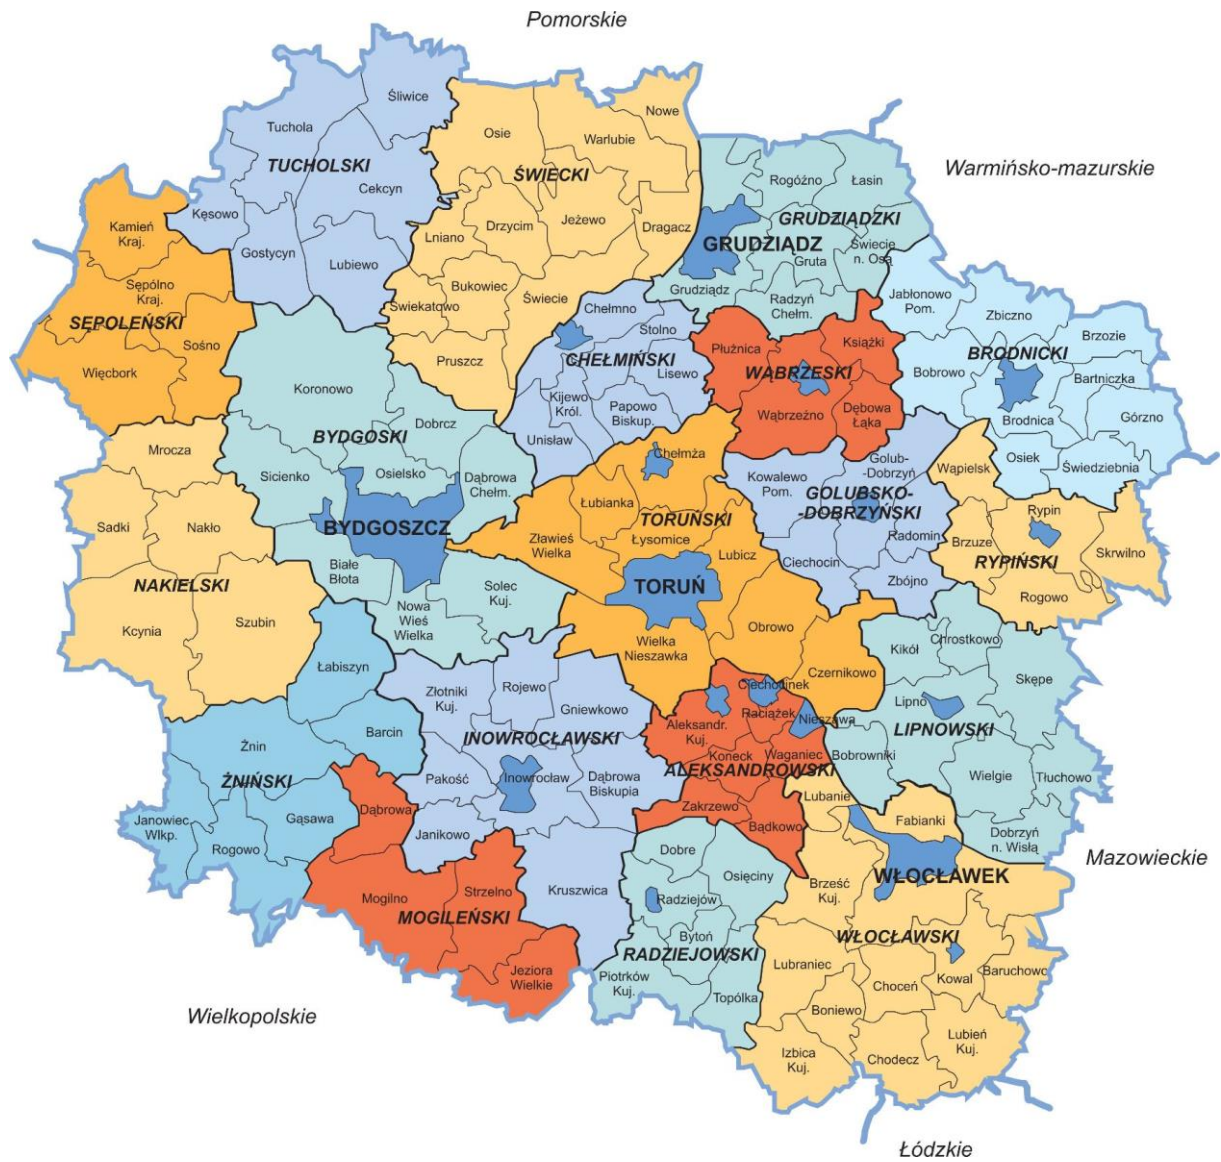 Pomorskie
Śliwice
Nowe
Tuchola
Osie
Warlubie
TUCHOLSKI
ŚWIECKI
Rogóźno
Łasin
Warmińsko-mazurskie
Cekcyn
Kęsowo
Kamień
Kraj.
Drzycim
Jeżewo
Dragacz
GRUDZIĄDZKI
Lniano
GRUDZIĄDZ
Świecie
n. Osą
Gostycyn
Lubiewo
Gruta
Sępólno
Kraj.
Bukowiec
Świecie
Grudziądz
Świekatowo
Chełmno
Radzyń
Chełm.
Jabłonowo
Pom.
Zbiczno
SĘPOLEŃSKI
Stolno
Sośno
Płużnica
Książki
Brzozie
Pruszcz
CHEŁMIŃSKI
BRODNICKI
Więcbork
Lisewo
WĄBRZESKI
Bobrowo
Bartniczka
Koronowo
Kijewo
Król.
Papowo
Biskup.
Wąbrzeźno
Dębowa
Łąka
Brodnica
Górzno
Dobrcz
BYDGOSKI
Unisław
Mrocza
Golub-
-Dobrzyń
Osiek
Świedziebnia
Chełmża
Wąpielsk
Sicienko
Osielsko
Dąbrowa
Chełm.
Kowalewo
Pom.
Łubianka
GOLUBSKO-
-DOBRZYŃSKI
Rypin
TORUŃSKI
Sadki
Nakło
BYDGOSZCZ
Zławieś
Wielka
Łysomice
Radomin
Brzuze
Skrwilno
Lubicz
RYPIŃSKI
Białe
Błota
Ciechocin
NAKIELSKI
Solec
Kuj.
TORUŃ
Zbójno
Rogowo
Nowa
Wieś
Wielka
Kcynia
Szubin
Obrowo
Chrostkowo
Wielka
Nieszawka
Kikół
Łabiszyn
Czernikowo
Skępe
Złotniki
Kuj.
Rojewo
Ciechocinek
Lipno
Gniewkowo
Raciążek
Aleksandr.
Kuj.
Nieszawa
LIPNOWSKI
Barcin
INOWROCŁAWSKI
Żnin
Koneck
Waganiec
Bobrowniki
ŻNIŃSKI
Pakość
Inowrocław
Dąbrowa
Biskupia
ALEKSANDROWSKI
Wielgie
Tłuchowo
Lubanie
Dąbrowa
Zakrzewo
Gąsawa
Janowiec
Wlkp.
Fabianki
Bądkowo
Janikowo
Dobrzyń
n. Wisłą
Rogowo
Dobre
Mazowieckie
Strzelno
Osięciny
WŁOCŁAWEK
Mogilno
Kruszwica
Brześć
Kuj.
Radziejów
MOGILEŃSKI
Bytoń
WŁOCŁAWSKI
RADZIEJOWSKI
Jeziora
Wielkie
Lubraniec
Piotrków
Kuj.
Kowal
Baruchowo
Choceń
Topólka
Wielkopolskie
Boniewo
Lubień
Kuj.
Izbica
Kuj.
Chodecz
Łódzkie